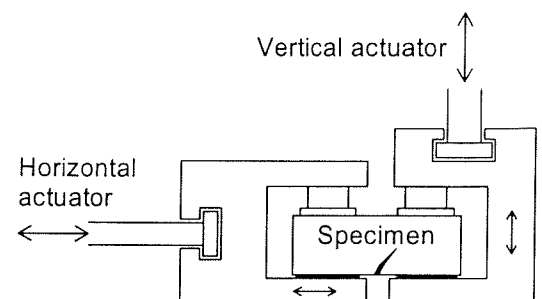 Vertical actuator
Horizontal
actuator
Specimen